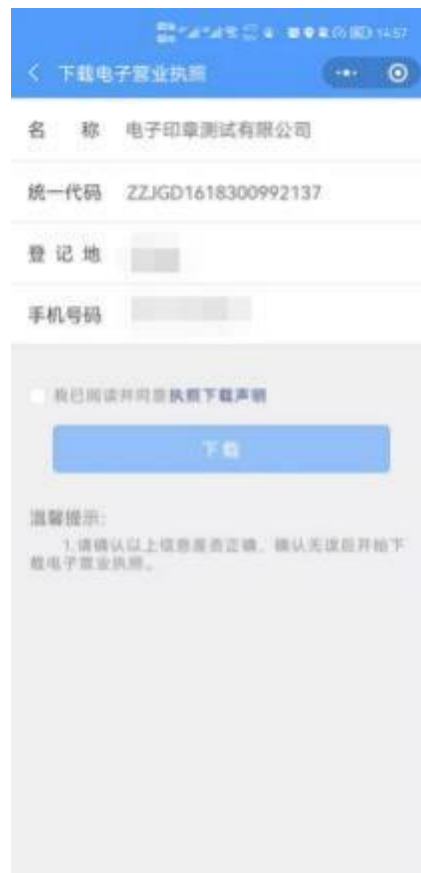 14:57
下载电子营业执照
名 称 电子印章测试有限公司
统一代码 ZZJGD1618300992137
登 记 地
手机号码
我已阅读并同意执照下载声明
下载
温馨提示:
1.请确认以上信息是否正确，确认无误后开始下
载电子营业执照。